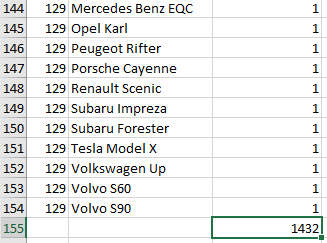 144 129 Mercedes Benz EQC 1
145 129 Opel Karl 1
146 129 Peugot Rifter 1
147 129 Porsche Cayenne 1
148 129 Renault Scenic 1
149 129 Subaru Impreza 1
150 129 Subaru Forester 1
151 129 Tesla Model X 1
152 129 Volkswagen Up 1
153 129 Volvo S60 1
154 129 Volvo S90 1
155 1432